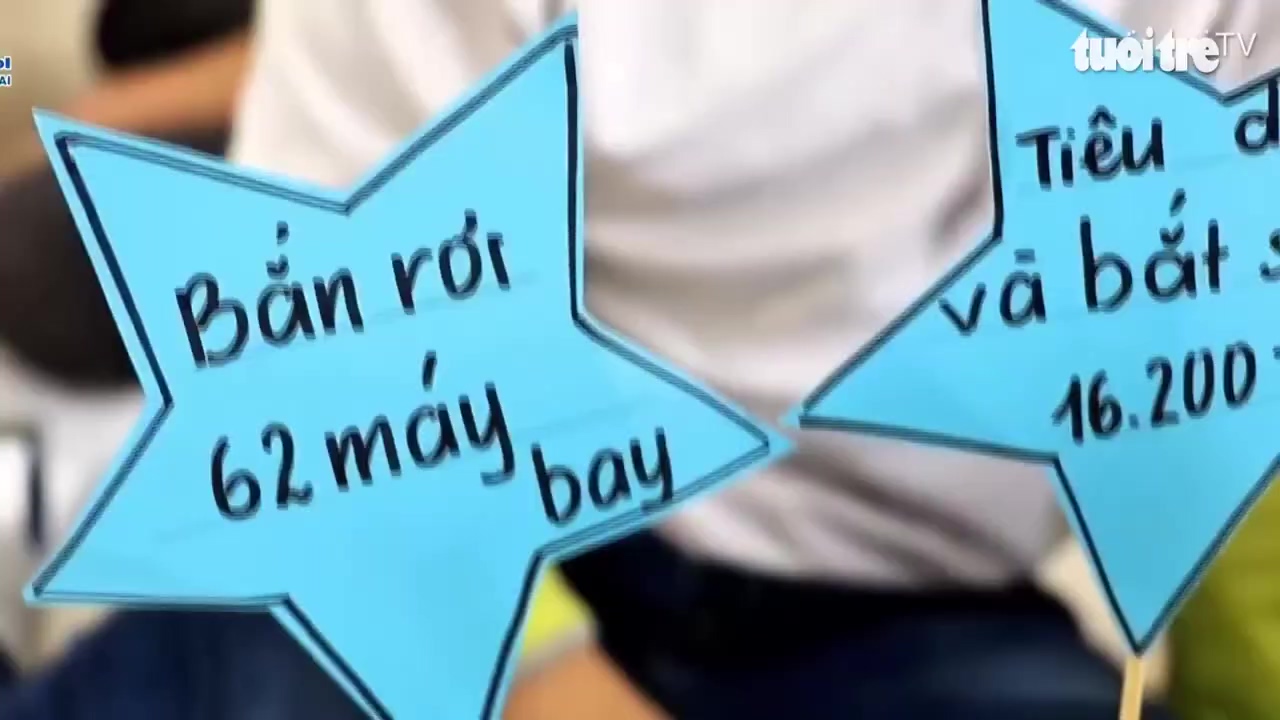 tuổi trẻ TV
Bắn rơi
62 máy bay
Tiêu
và bắt
16.200